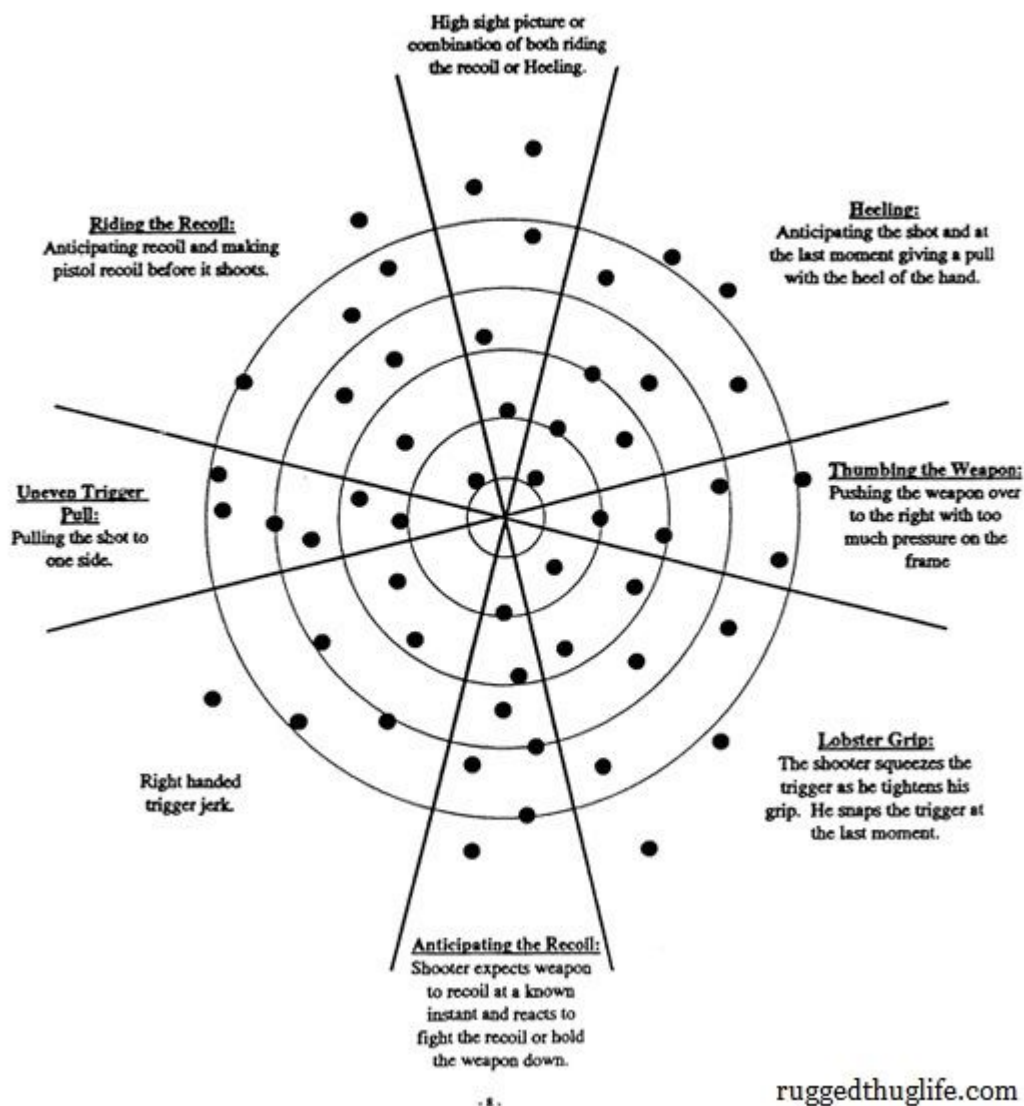 High sight picture or
combination of both riding
the recoil or Heeling.
Riding the Recoil:
Anticipating recoil and making
pistol recoil before it shoots.
Heeling:
Anticipating the shot and at
the last moment giving a pull
with the heel of the hand.
Uneven Trigger
Pull:
Pulling the shot to
one side.
Thumbing the Weapon:
Pushing the weapon over
to the right with too
much pressure on the
frame
Right handed
trigger jerk.
Lobster Grip:
The shooter squeezes the
trigger as he tightens his
grip. He snaps the trigger at
the last moment.
Anticipating the Recoil:
Shooter expects weapon
to recoil at a known
instant and reacts to
fight the recoil or hold
the weapon down.
ruggedthuglife.com